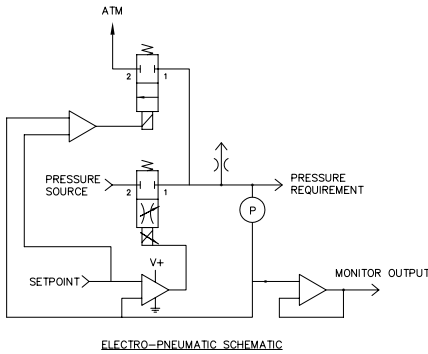 ATM
2 1
PRESSURE
SOURCE
2 1
PRESSURE
REQUIREMENT
P
V+
SETPOINT
MONITOR OUTPUT
ELECTRO-PNEUMATIC SCHEMATIC